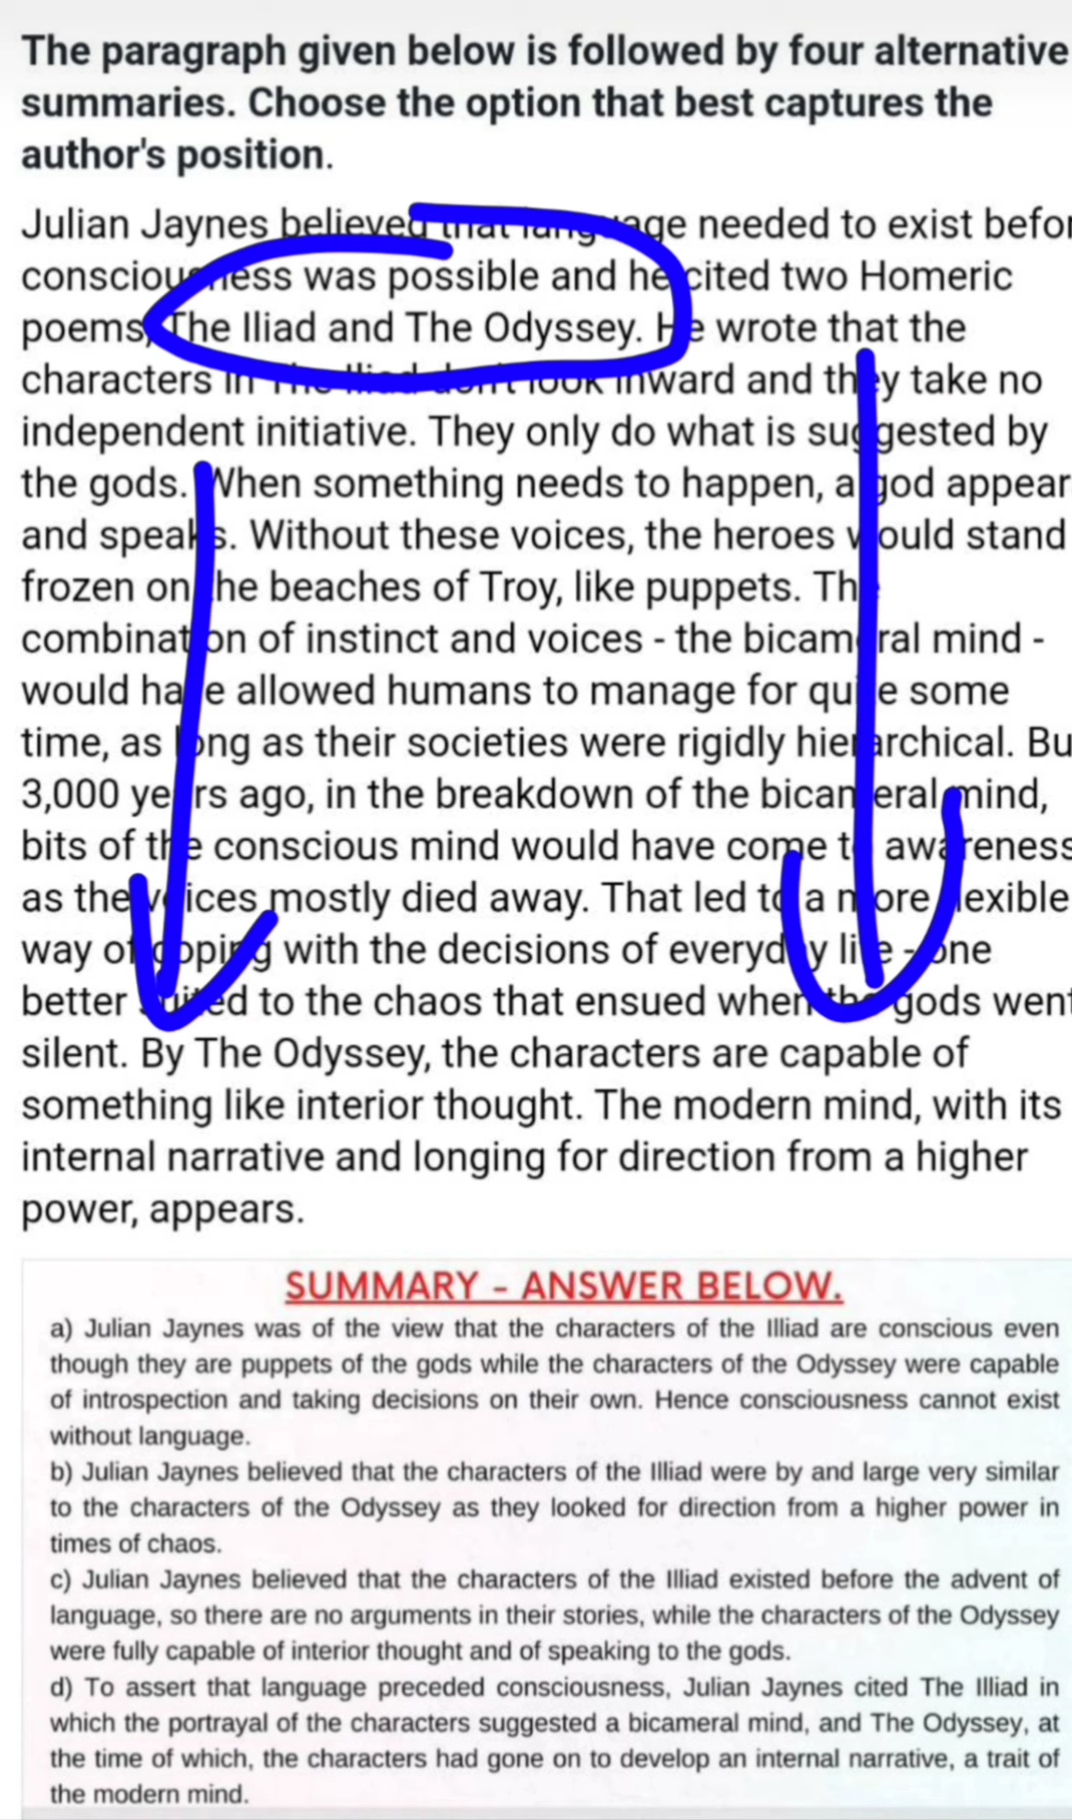 The paragraph given below is followed by four alternative
summaries. Choose the option that best captures the
author's position.
Julian Jaynes believed that language needed to exist befor
consciousness was possible and he cited two Homeric
poems, The Iliad and The Odyssey. He wrote that the
characters in The Iliad don't look inward and they take no
independent initiative. They only do what is suggested by
the gods. When something needs to happen, a god appear
and speaks. Without these voices, the heroes would stand
frozen on the beaches of Troy, like puppets. The
combination of instinct and voices - the bicameral mind -
would have allowed humans to manage for quite some
time, as long as their societies were rigidly hierarchical. Bu
3,000 years ago, in the breakdown of the bicameral mind,
bits of the conscious mind would have come to awareness
as the voices mostly died away. That led to a more flexible
way of coping with the decisions of everyday life - one
better suited to the chaos that ensued when the gods went
silent. By The Odyssey, the characters are capable of
something like interior thought. The modern mind, with its
internal narrative and longing for direction from a higher
power, appears.
SUMMARY - ANSWER BELOW.
a) Julian Jaynes was of the view that the characters of the Illiad are conscious even
though they are puppets of the gods while the characters of the Odyssey were capable
of introspection and taking decisions on their own. Hence consciousness cannot exist
without language.
b) Julian Jaynes believed that the characters of the Illiad were by and large very similar
to the characters of the Odyssey as they looked for direction from a higher power in
times of chaos.
c) Julian Jaynes believed that the characters of the Illiad existed before the advent of
language, so there are no arguments in their stories, while the characters of the Odyssey
were fully capable of interior thought and of speaking to the gods.
d) To assert that language preceded consciousness, Julian Jaynes cited The Illiad in
which the portrayal of the characters suggested a bicameral mind, and The Odyssey, at
the time of which, the characters had gone on to develop an internal narrative, a trait of
the modern mind.